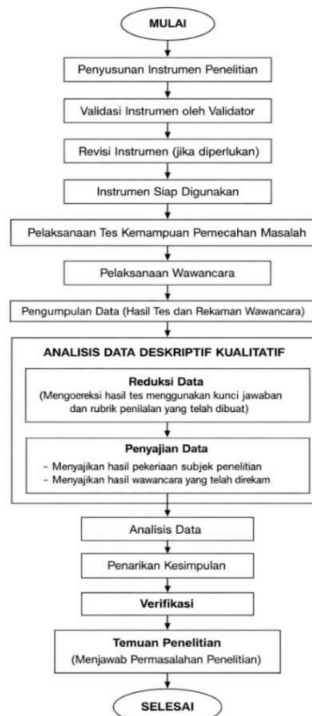 MULAI
Penyusunan Instrumen Penelitian
Validasi Instrumen oleh Validator
Revisi Instrumen (jika diperlukan)
Instrumen Siap Digunakan
Pelaksanaan Tes Kemampuan Pemecahan Masalah
Pelaksanaan Wawancara
Pengumpulan Data (Hasil Tes dan Rekaman Wawancara)
ANALISIS DATA DESKRIPTIF KUALITATIF
Reduksi Data
(Mengoereksi hasil tes menggunakan kunci jawaban
dan rubrik penilalan yang telah dibuat)
Penyajian Data
– Menyajikan hasil pekeriaan subjek penelitian
– Menyajikan hasil wawancara yang telah direkam
Analisis Data
Penarikan Kesimpulan
Verifikasi
Temuan Penelitian
(Menjawab Permasalahan Penelitian)
SELESAI